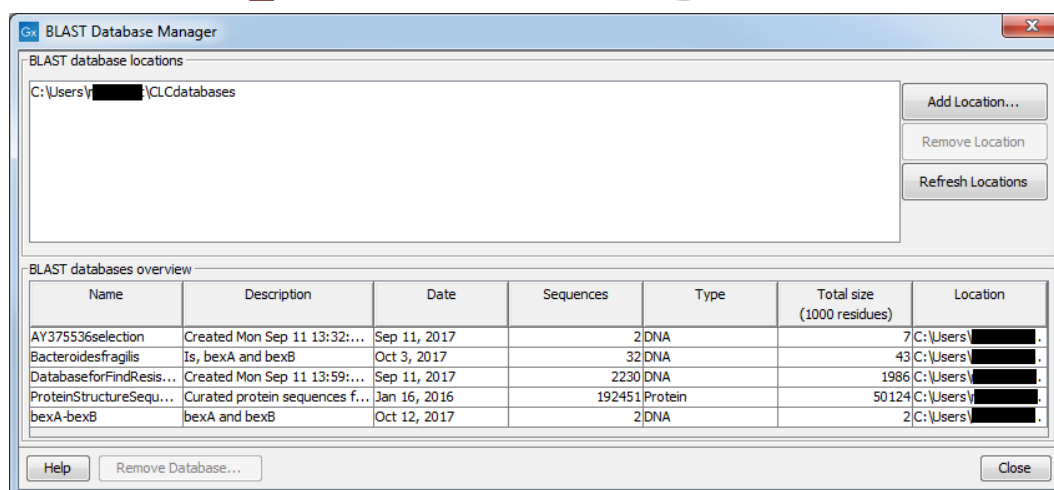 Gx BLAST Database Manager
BLAST database locations
C:\Users\r :\CLCdatabases
Add Location...
Remove Location
Refresh Locations
BLAST databases overview
Name Description Date Sequences Type Total size (1000 residues) Location
AY375536selection Created Mon Sep 11 13:32:... Sep 11, 2017 2 DNA 7 C:\Users\ .
Bacteroidesfragilis Is, bexA and bexB Oct 3, 2017 32 DNA 43 C:\Users\ .
DatabaseforFindResis... Created Mon Sep 11 13:59:... Sep 11, 2017 2230 DNA 1986 C:\Users\ .
ProteinStructureSequ... Curated protein sequences f... Jan 16, 2016 192451 Protein 50124 C:\Users\r .
bexA-bexB bexA and bexB Oct 12, 2017 2 DNA 2 C:\Users\ .
Help Remove Database... Close